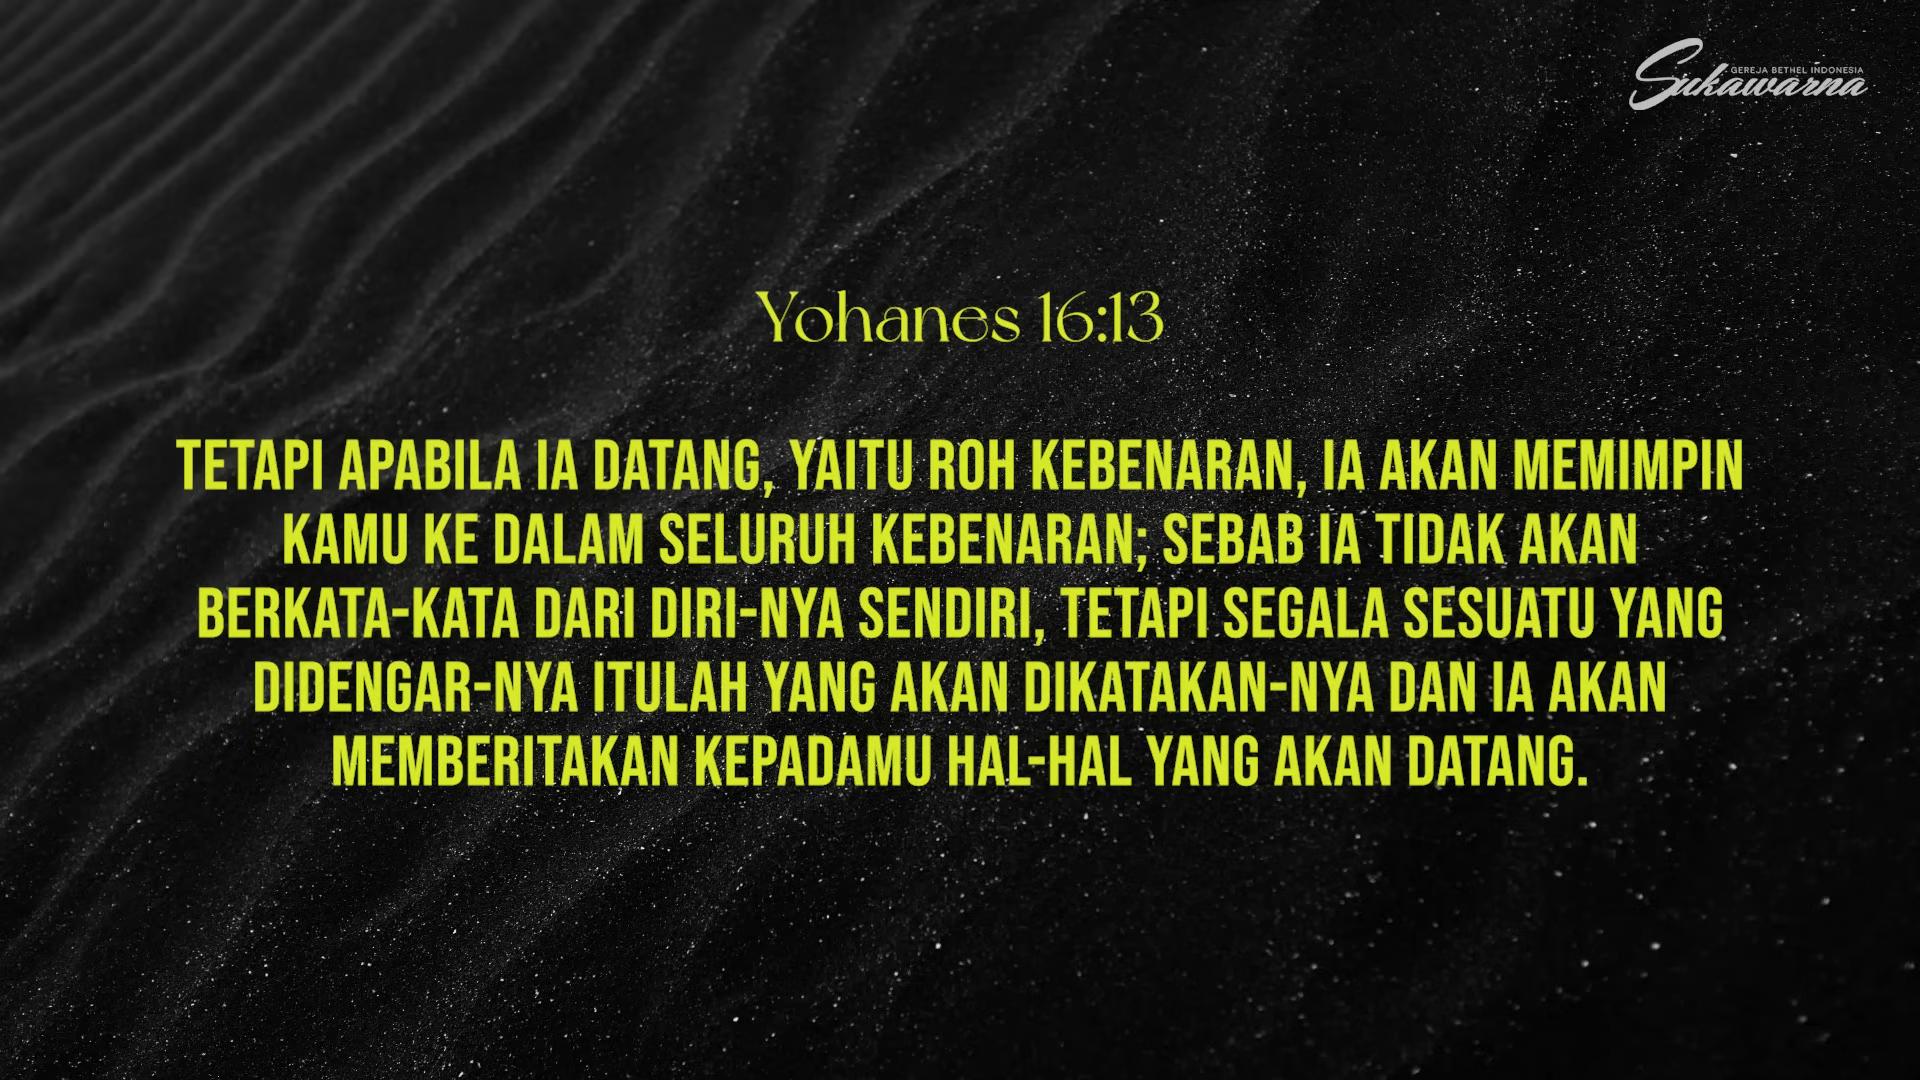 GEREJA BETHEL INDONESIA
Sukawarna
Yohanes 16:13
TETAPI APABILA IA DATANG, YAITU ROH KEBENARAN, IA AKAN MEMIMPIN
KAMU KE DALAM SELURUH KEBENARAN; SEBAB IA TIDAK AKAN
BERKATA-KATA DARI DIRI-NYA SENDIRI, TETAPI SEGALA SESUATU YANG
DIDENGAR-NYA ITULAH YANG AKAN DIKATAKAN-NYA DAN IA AKAN
MEMBERITAKAN KEPADAMU HAL-HAL YANG AKAN DATANG.